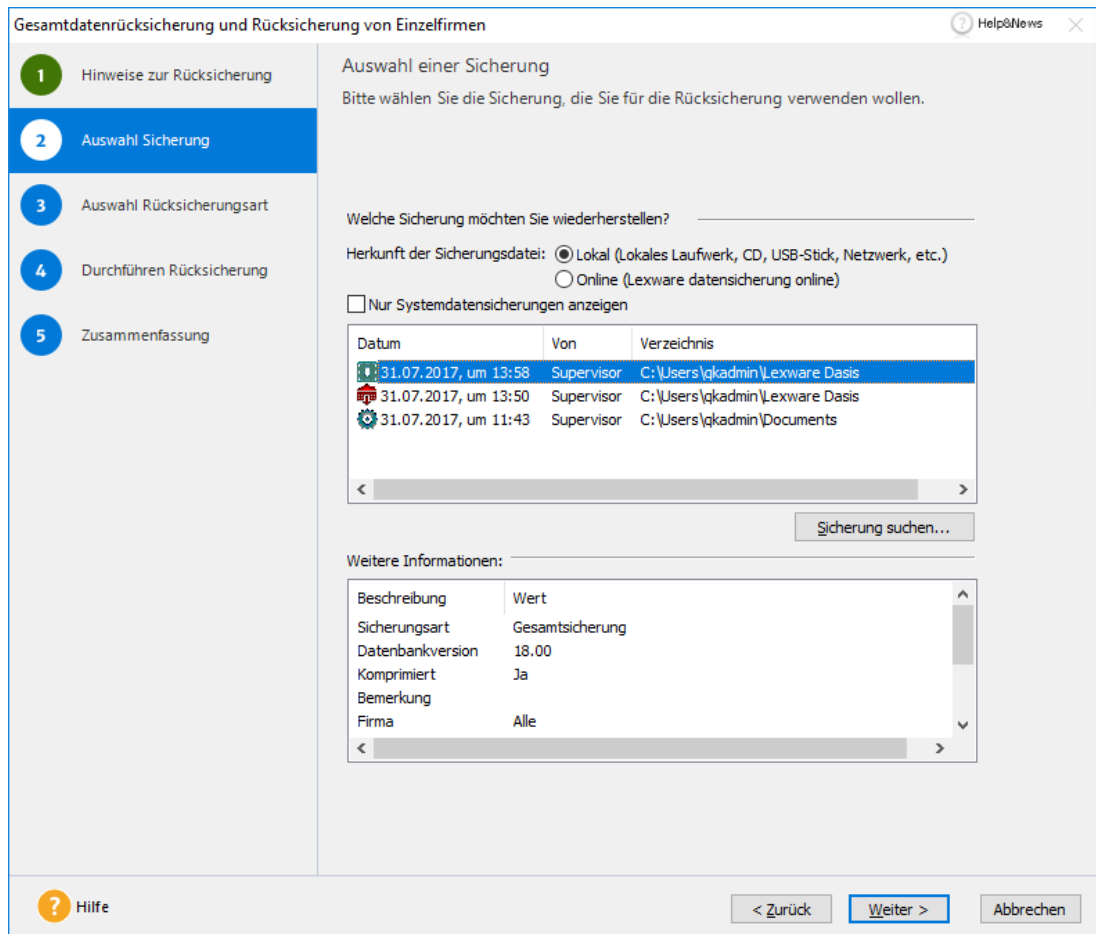 Gesamtdatenrücksicherung und Rücksicherung von Einzelfirmen
? Help&News
1 Hinweise zur Rücksicherung
2 Auswahl Sicherung
3 Auswahl Rücksicherungsart
4 Durchführen Rücksicherung
5 Zusammenfassung
Auswahl einer Sicherung
Bitte wählen Sie die Sicherung, die Sie für die Rücksicherung verwenden wollen.
Welche Sicherung möchten Sie wiederherstellen?
Herkunft der Sicherungsdatei: Lokal (Lokales Laufwerk, CD, USB-Stick, Netzwerk, etc.)
Online (Lexware datensicherung online)
Nur Systemdatensicherungen anzeigen
Datum Von Verzeichnis
31.07.2017, um 13:58 Supervisor C:\Users\qkadmin\Lexware Dasis
31.07.2017, um 13:50 Supervisor C:\Users\qkadmin\Lexware Dasis
31.07.2017, um 11:43 Supervisor C:\Users\qkadmin\Documents
Sicherung suchen...
Weitere Informationen:
Beschreibung Wert
Sicherungsart Gesamtsicherung
Datenbankversion 18.00
Komprimiert Ja
Bemerkung
Firma Alle
? Hilfe
< Zurück
Weiter >
Abbrechen